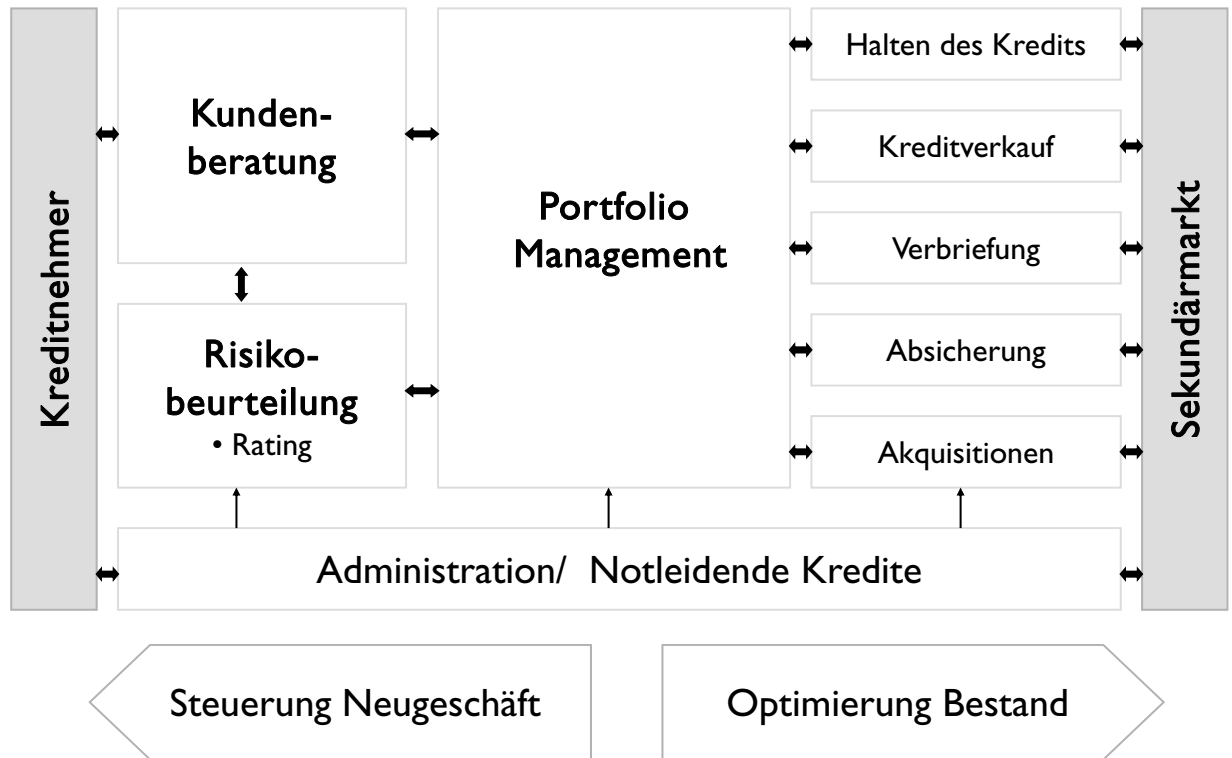 Kreditnehmer
Kunden-
beratung
Risiko-
beurteilung
• Rating
Portfolio
Management
Halten des Kredits
Kreditverkauf
Verbriefung
Absicherung
Akquisitionen
Sekundärmarkt
Administration/ Notleidende Kredite
Steuerung Neugeschäft
Optimierung Bestand